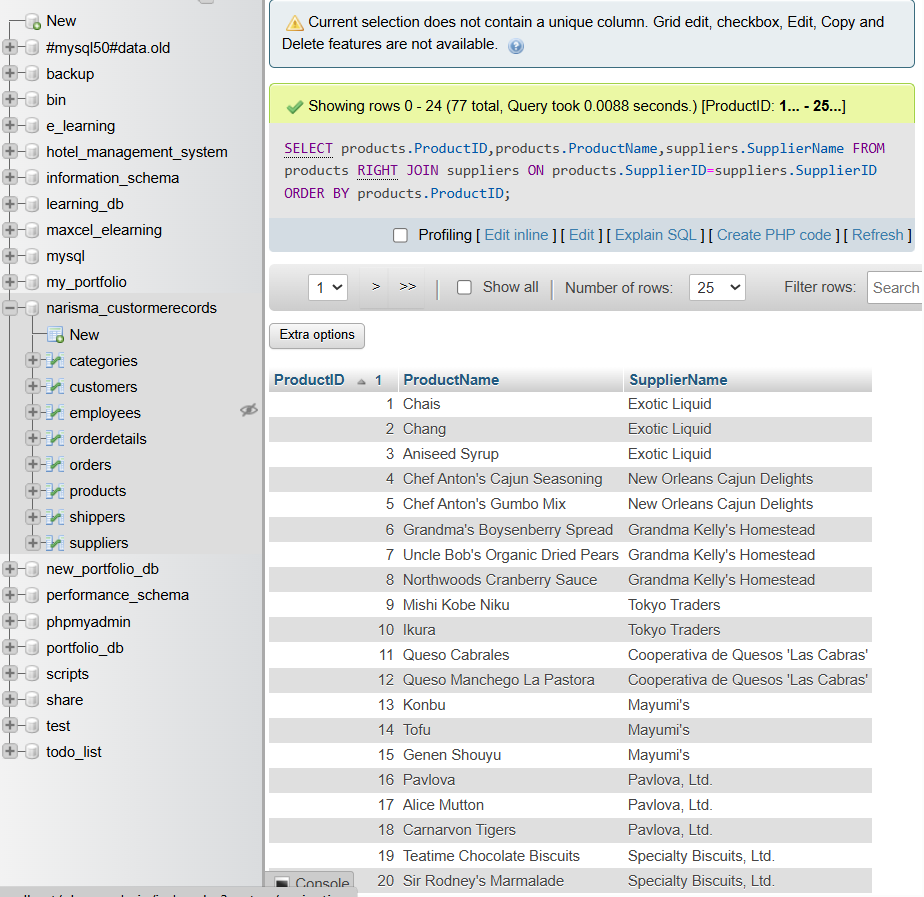 New
#mysql50#data.old
backup
bin
e_learning
hotel_management_system
information_schema
learning_db
maxcel_elearning
mysql
my_portfolio
narisma_custormerecords
New
categories
customers
employees
orderdetails
orders
products
shippers
suppliers
new_portfolio_db
performance_schema
phpmyadmin
portfolio_db
scripts
share
test
todo_list
Current selection does not contain a unique column. Grid edit, checkbox, Edit, Copy and
Delete features are not available.
Showing rows 0 - 24 (77 total, Query took 0.0088 seconds.) [ProductID: 1... - 25...]
SELECT products.ProductID,products.ProductName,suppliers.SupplierName FROM
products RIGHT JOIN suppliers ON products.SupplierID=suppliers.SupplierID
ORDER BY products.ProductID;
Profiling [ Edit inline ] [ Edit ] [ Explain SQL ] [ Create PHP code ] [ Refresh ]
1 > >> Show all Number of rows: 25 Filter rows: Search
Extra options
ProductID 1 ProductName SupplierName
1 Chais Exotic Liquid
2 Chang Exotic Liquid
3 Aniseed Syrup Exotic Liquid
4 Chef Anton's Cajun Seasoning New Orleans Cajun Delights
5 Chef Anton's Gumbo Mix New Orleans Cajun Delights
6 Grandma's Boysenberry Spread Grandma Kelly's Homestead
7 Uncle Bob's Organic Dried Pears Grandma Kelly's Homestead
8 Northwoods Cranberry Sauce Grandma Kelly's Homestead
9 Mishi Kobe Niku Tokyo Traders
10 Ikura Tokyo Traders
11 Queso Cabrales Cooperativa de Quesos 'Las Cabras'
12 Queso Manchego La Pastora Cooperativa de Quesos 'Las Cabras'
13 Konbu Mayumi's
14 Tofu Mayumi's
15 Genen Shouyu Mayumi's
16 Pavlova Pavlova, Ltd.
17 Alice Mutton Pavlova, Ltd.
18 Carnarvon Tigers Pavlova, Ltd.
19 Teatime Chocolate Biscuits Specialty Biscuits, Ltd.
20 Sir Rodney's Marmalade Specialty Biscuits, Ltd.
Console